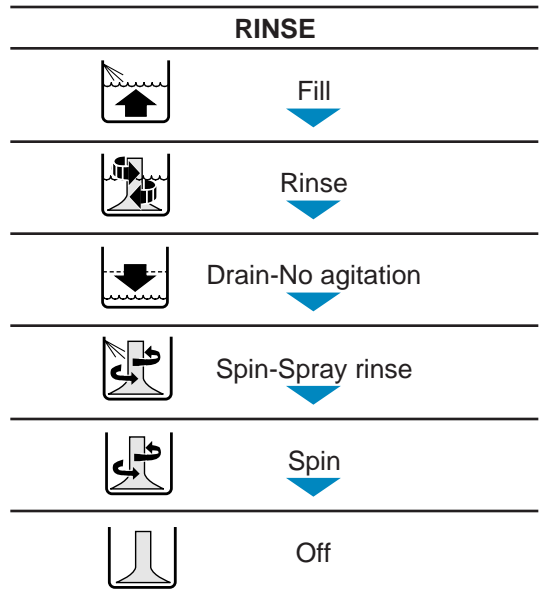 RINSE
Fill
Rinse
Drain-No agitation
Spin-Spray rinse
Spin
Off